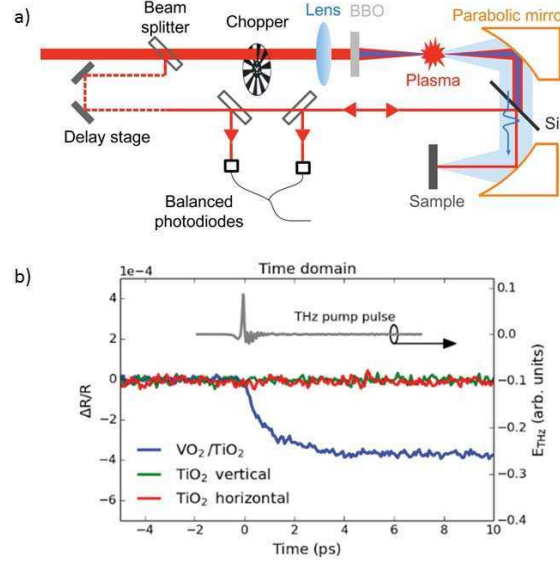 a)
Beam
splitter
Chopper
Lens
BBO
Parabolic mirro
Plasma
Si
Delay stage
Balanced
photodiodes
Sample
b)
1e−4
Time domain
ΔR/R
4
2
0
−2
−4
−6
THz pump pulse
VO₂/TiO₂
TiO₂ vertical
TiO₂ horizontal
0.1
0.0
−0.1
−0.2
−0.3
−0.4
E_THz (arb. units)
−4 −2 0 2 4 6 8 10
Time (ps)